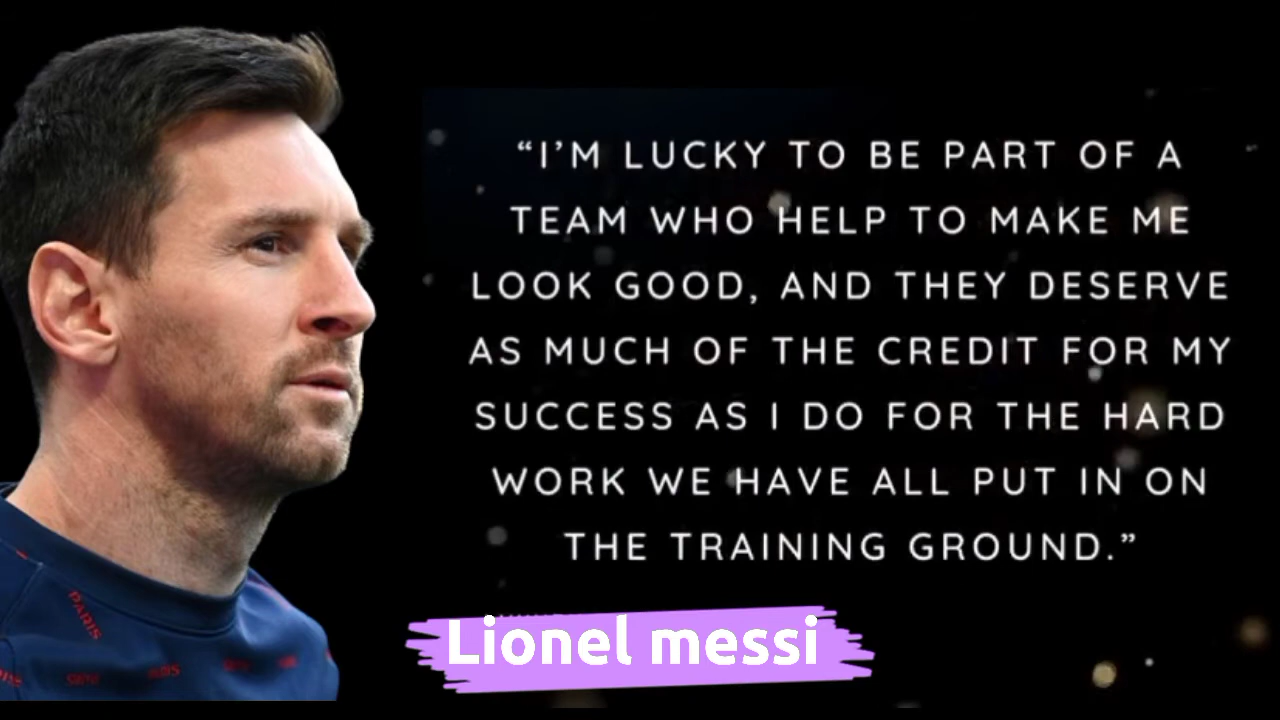 “I’M LUCKY TO BE PART OF A
TEAM WHO HELP TO MAKE ME
LOOK GOOD, AND THEY DESERVE
AS MUCH OF THE CREDIT FOR MY
SUCCESS AS I DO FOR THE HARD
WORK WE HAVE ALL PUT IN ON
THE TRAINING GROUND.”
Lionel messi
PARIS